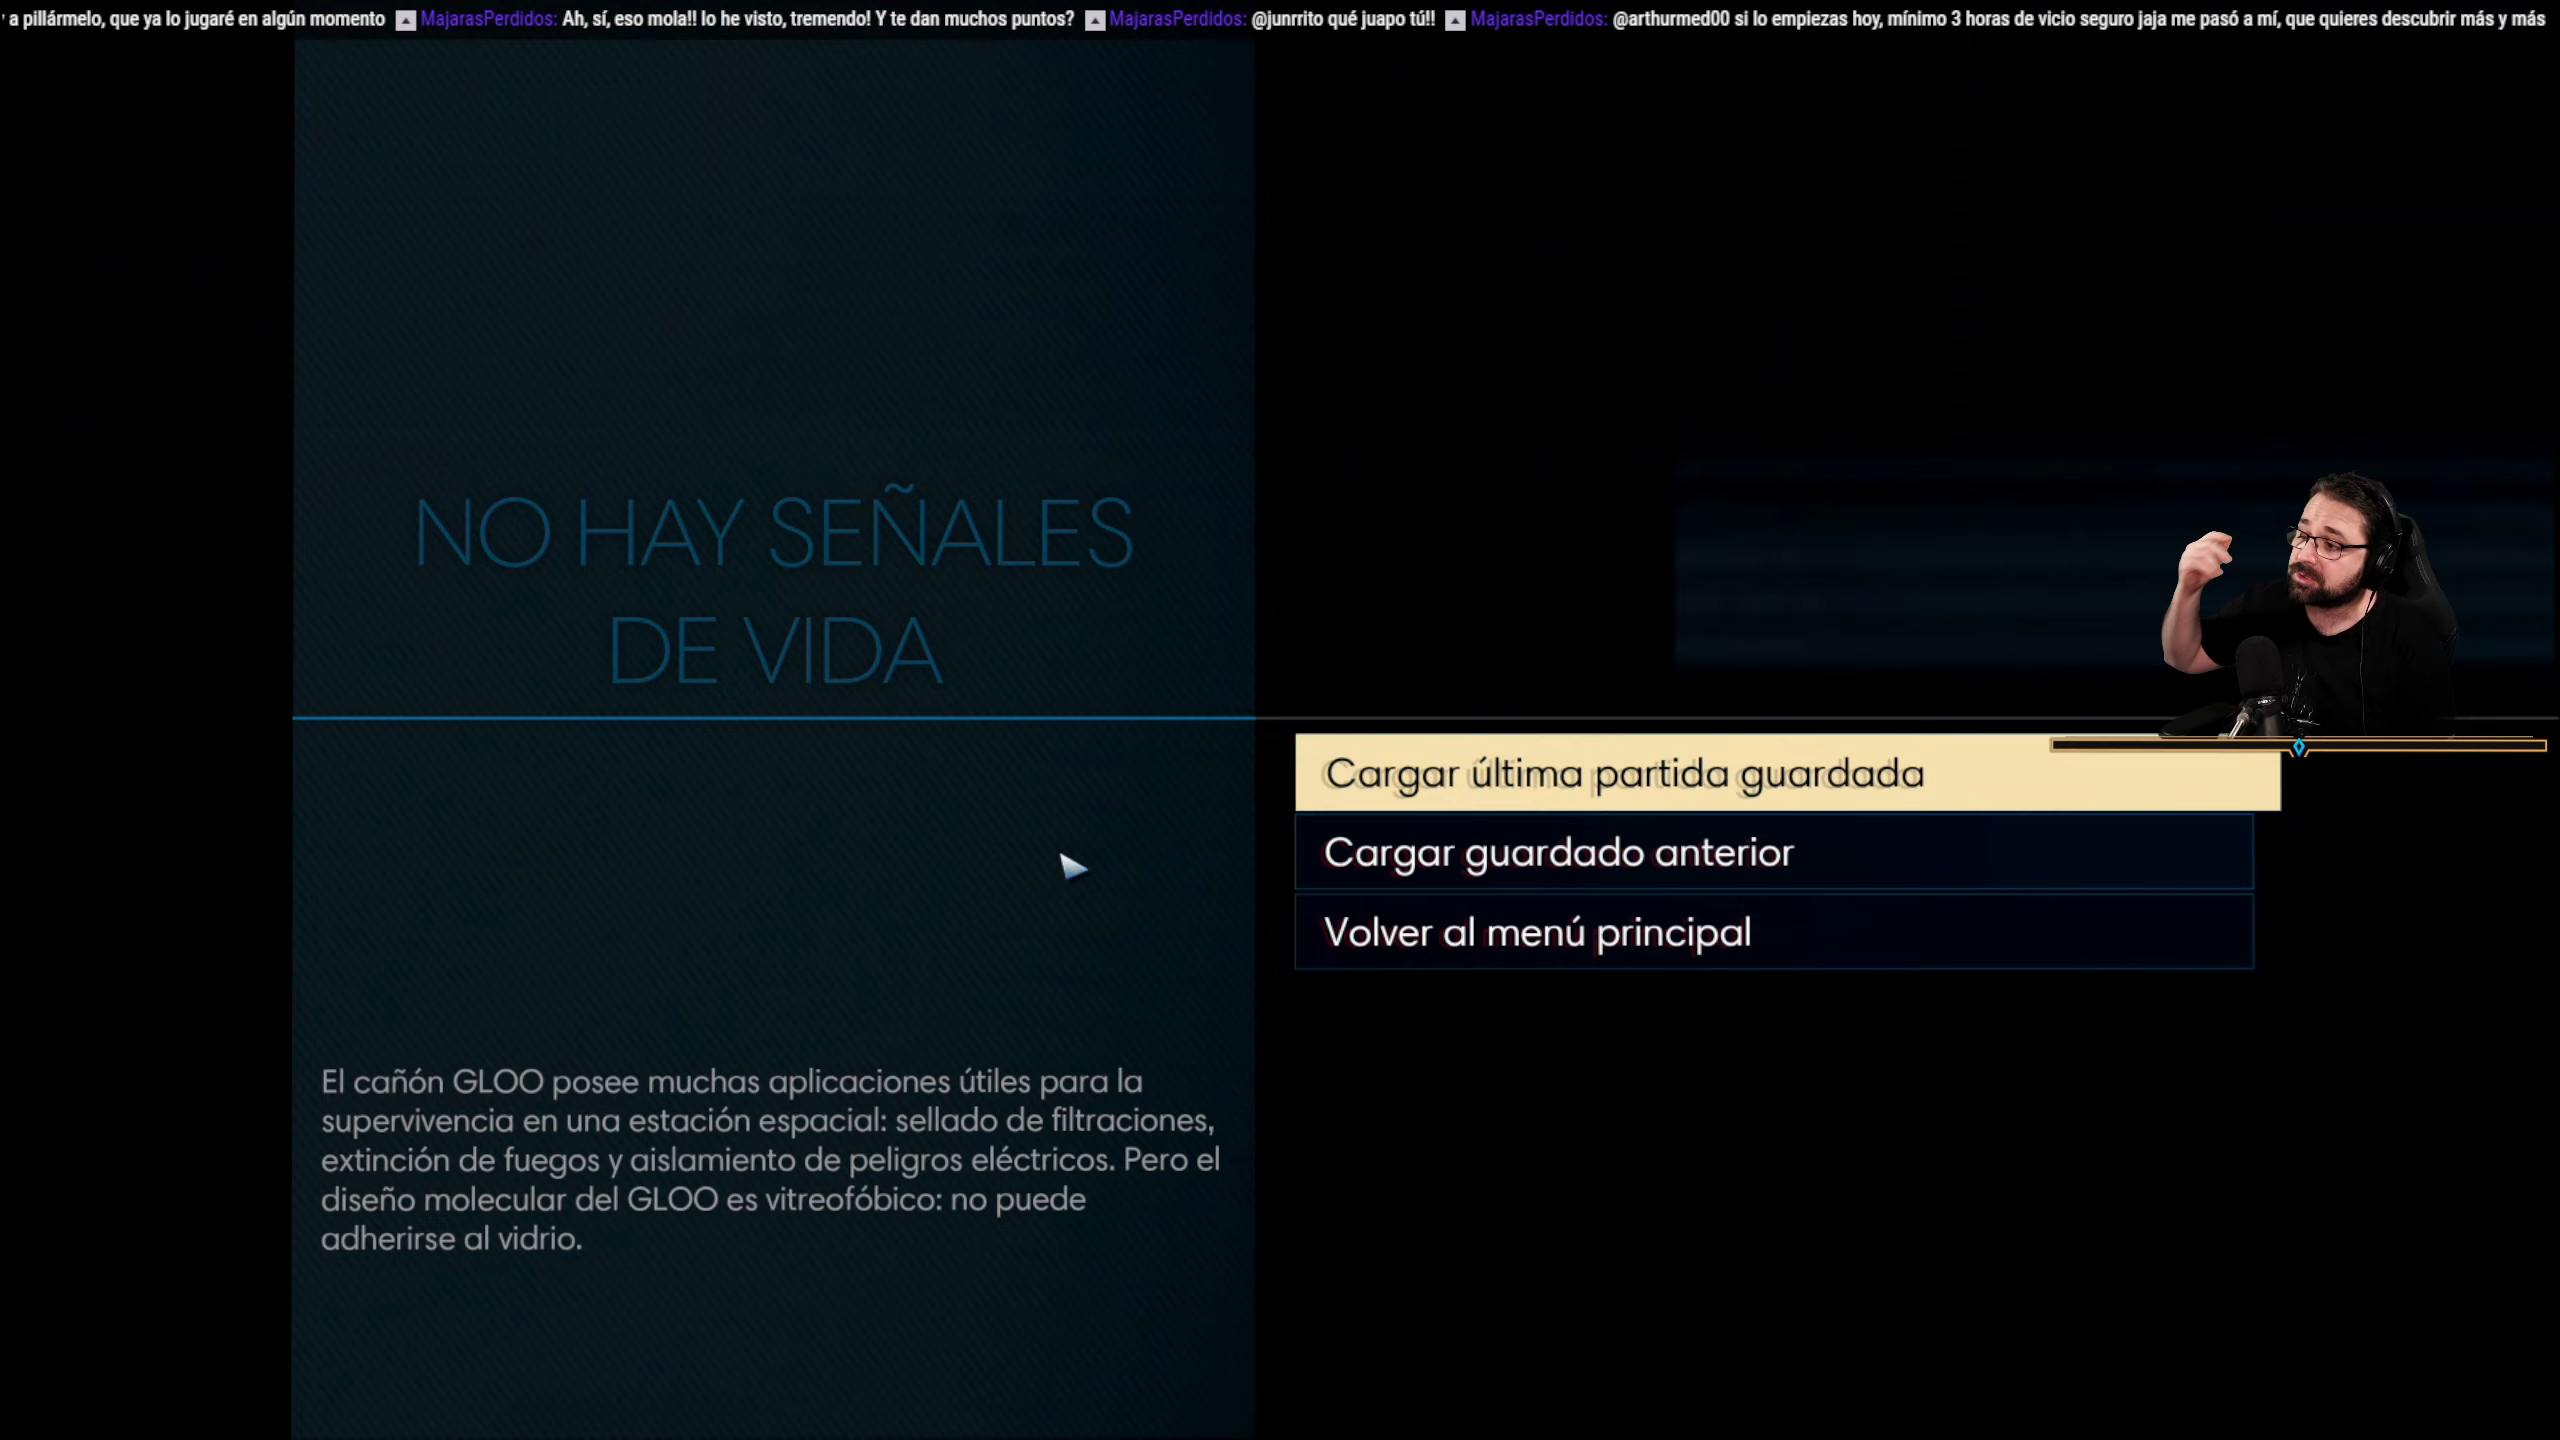 a pillármelo, que ya lo jugaré en algún momento MajarasPerdidos: Ah, sí, eso mola!! lo he visto, tremendo! Y te dan muchos puntos? MajarasPerdidos: @junrrito qué juapo tú!! MajarasPerdidos: @arthurmed00 si lo empiezas hoy, mínimo 3 horas de vicio seguro jaja me pasó a mí, que quieres descubrir más y más
NO HAY SEÑALES
DE VIDA
Cargar última partida guardada
Cargar guardado anterior
Volver al menú principal
El cañón GLOO posee muchas aplicaciones útiles para la
supervivencia en una estación espacial: sellado de filtraciones,
extinción de fuegos y aislamiento de peligros eléctricos. Pero el
diseño molecular del GLOO es vitreofóbico: no puede
adherirse al vidrio.